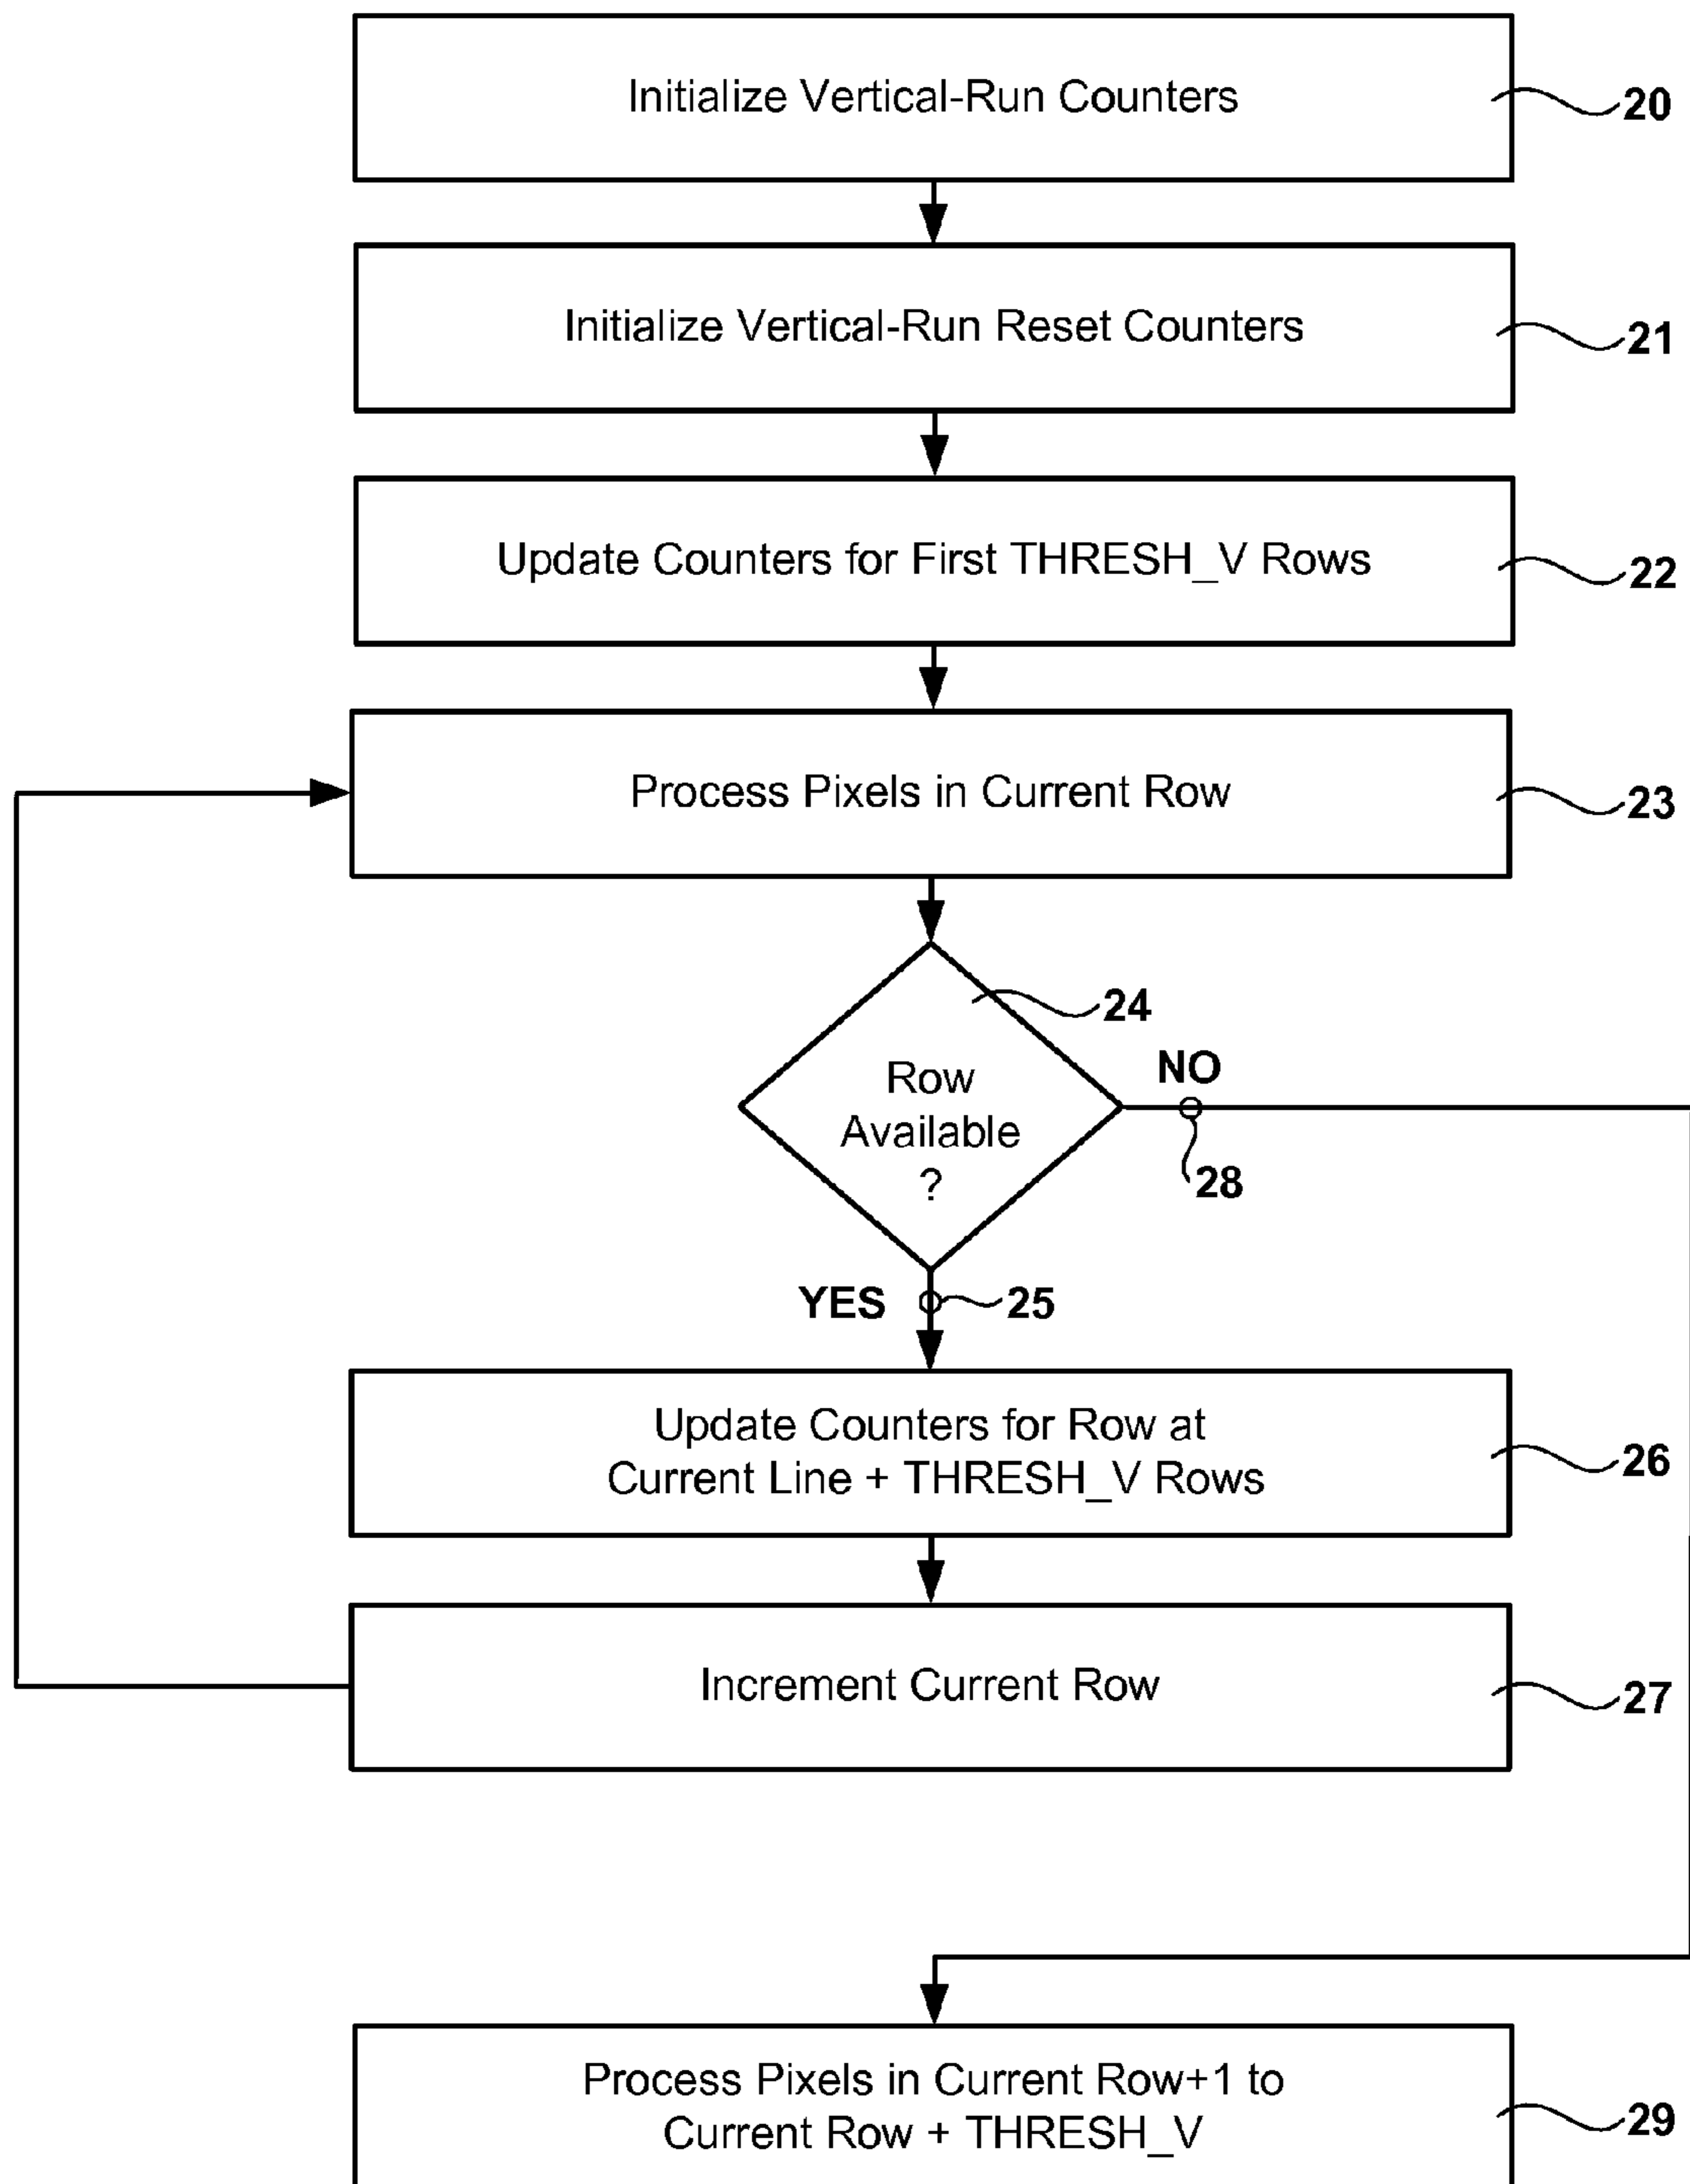 Initialize Vertical-Run Counters
20
Initialize Vertical-Run Reset Counters
21
Update Counters for First THRESH_V Rows
22
Process Pixels in Current Row
23
24
Row
Available
?
NO
28
YES
25
Update Counters for Row at
Current Line + THRESH_V Rows
26
Increment Current Row
27
Process Pixels in Current Row+1 to
Current Row + THRESH_V
29